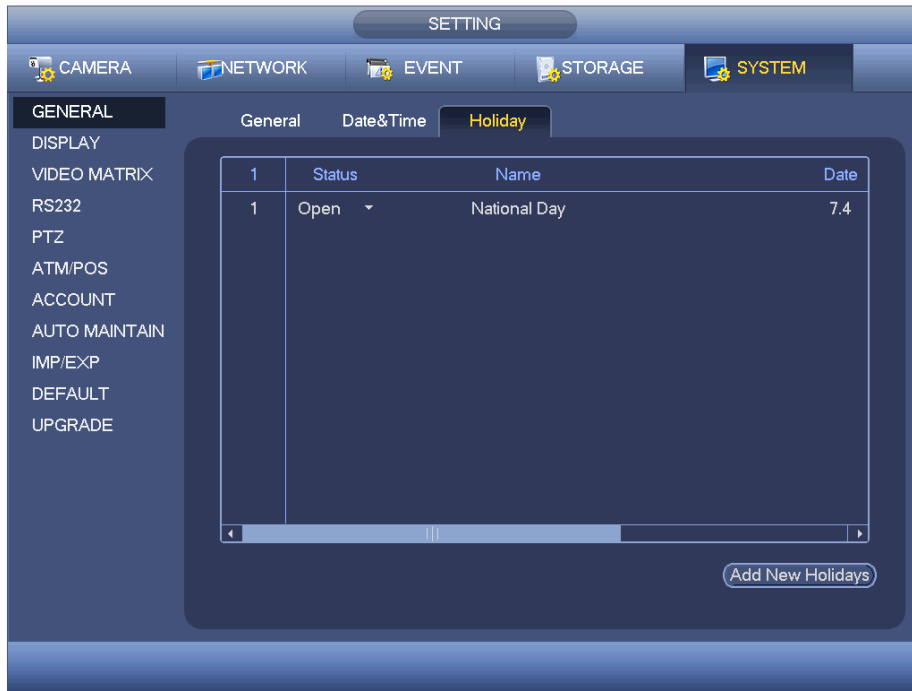 SETTING
CAMERA NETWORK EVENT STORAGE SYSTEM
GENERAL
DISPLAY
VIDEO MATRIX
RS232
PTZ
ATM/POS
ACCOUNT
AUTO MAINTAIN
IMP/EXP
DEFAULT
UPGRADE
General Date&Time Holiday
1 Status Name Date
1 Open National Day 7.4
Add New Holidays